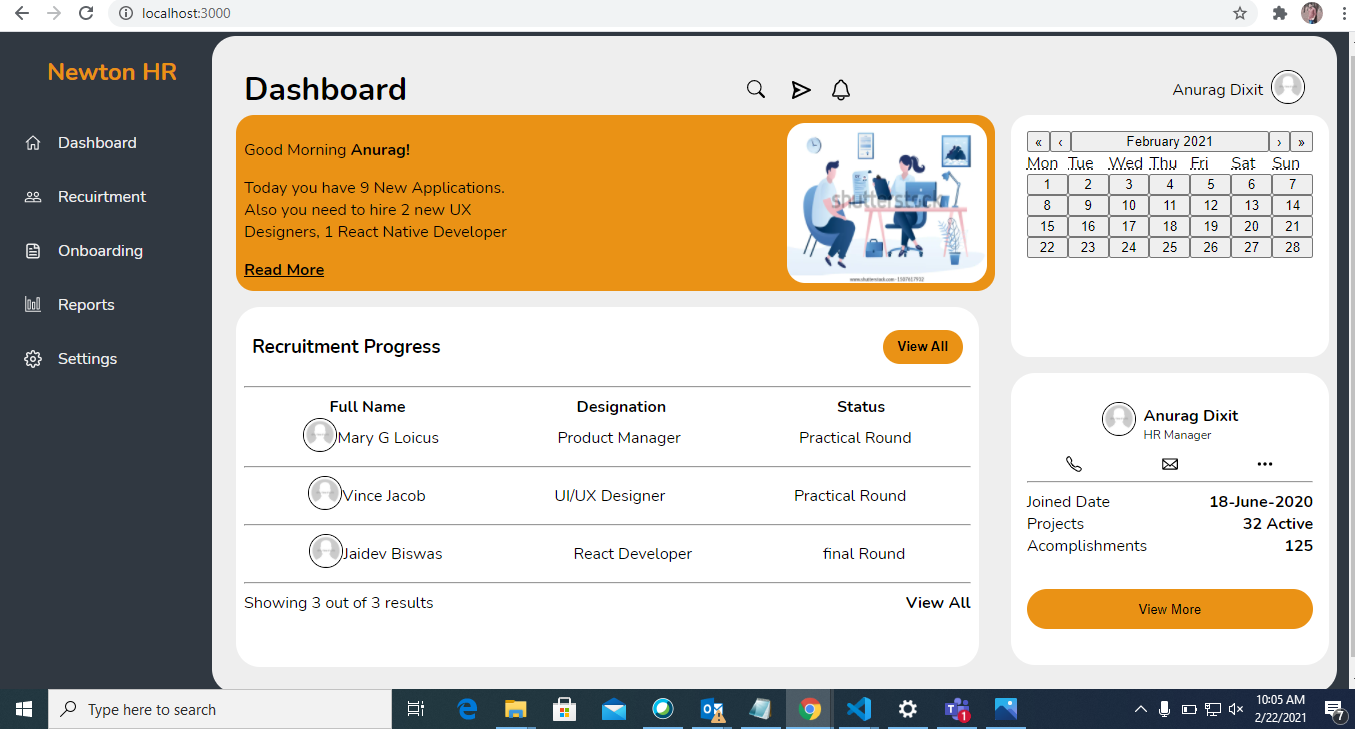 localhost:3000
Newton HR
Dashboard
Recuirtment
Onboarding
Reports
Settings
Dashboard
Anurag Dixit
Good Morning Anurag!
Today you have 9 New Applications.
Also you need to hire 2 new UX
Designers, 1 React Native Developer
Read More
shutterstock
www.shutterstock.com · 1507617932
« ‹ February 2021 › »
Mon Tue Wed Thu Fri Sat Sun
1 2 3 4 5 6 7
8 9 10 11 12 13 14
15 16 17 18 19 20 21
22 23 24 25 26 27 28
Recruitment Progress
View All
Full Name Designation Status
Mary G Loicus Product Manager Practical Round
Vince Jacob UI/UX Designer Practical Round
Jaidev Biswas React Developer final Round
Showing 3 out of 3 results View All
Anurag Dixit
HR Manager
Joined Date 18-June-2020
Projects 32 Active
Acomplishments 125
View More
Type here to search
1
10:05 AM
2/22/2021
7